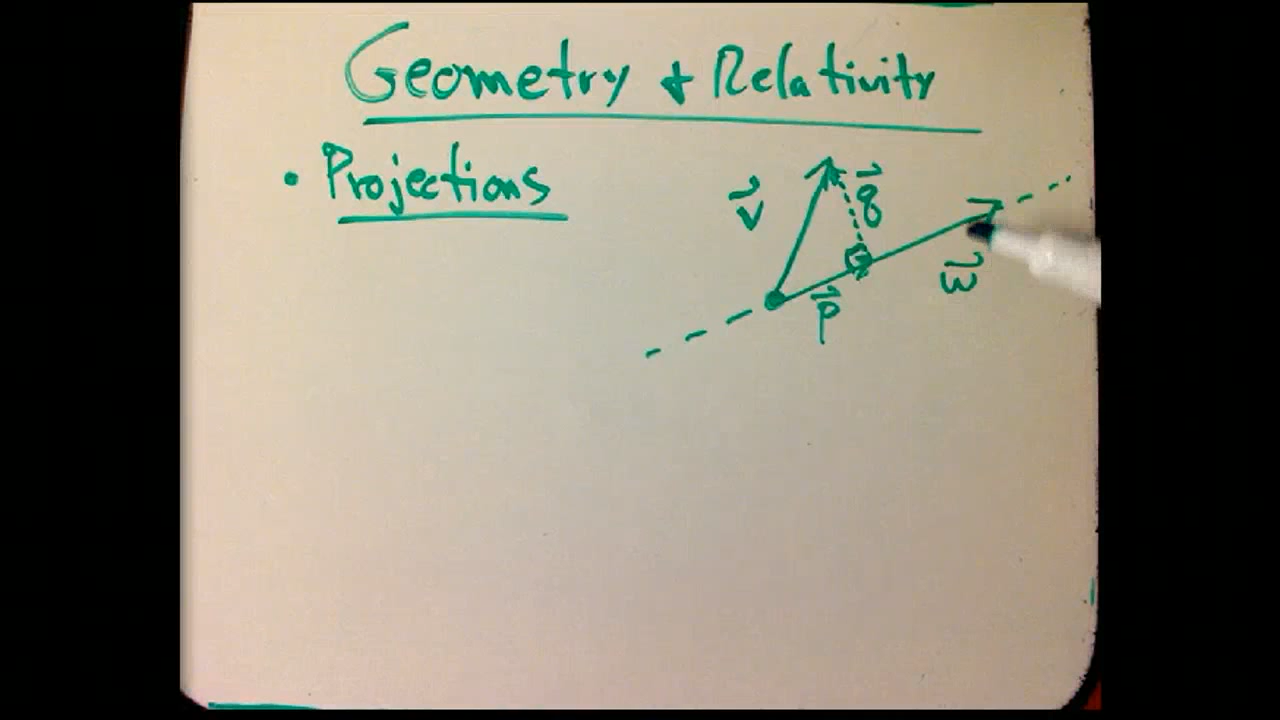 Geometry + Relativity
• Projections
v⃗
q⃗
w⃗
p⃗